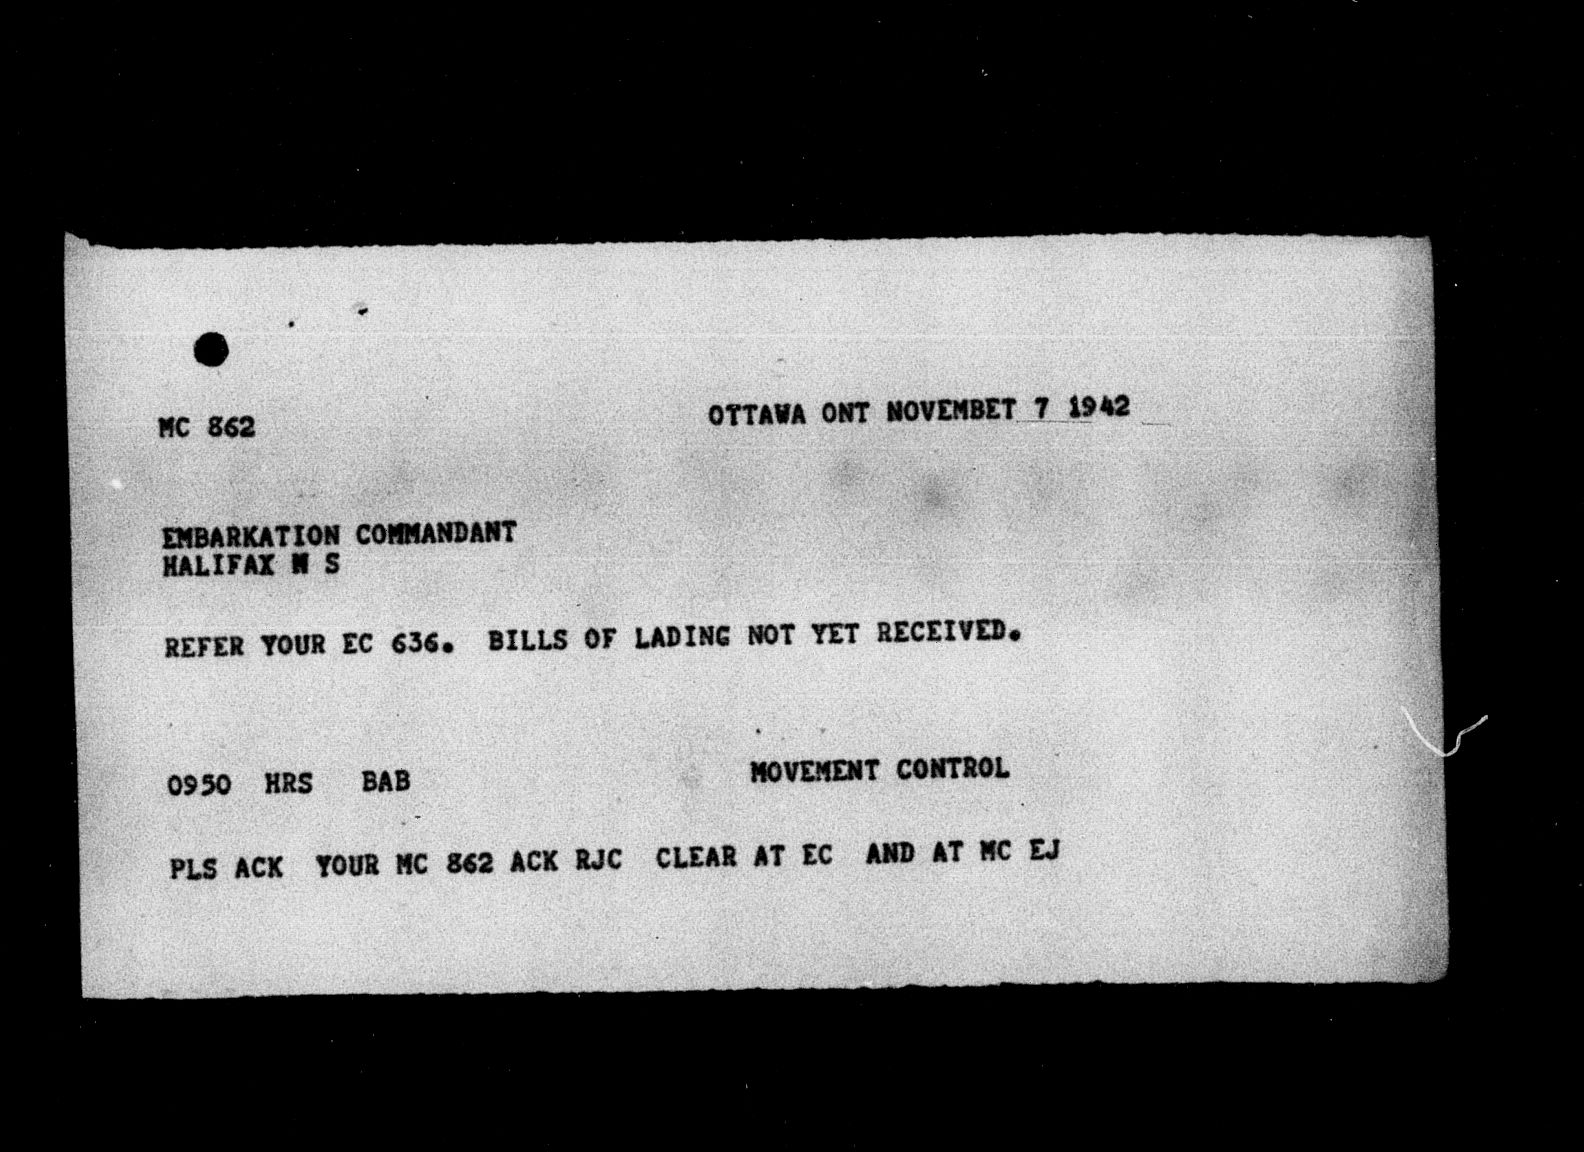 MC 862 OTTAWA ONT NOVEMBET 7 1942
EMBARKATION COMMANDANT
HALIFAX N S
REFER YOUR EC 636. BILLS OF LADING NOT YET RECEIVED.
0950 HRS BAB MOVEMENT CONTROL
PLS ACK YOUR MC 862 ACK RJC CLEAR AT EC AND AT MC EJ